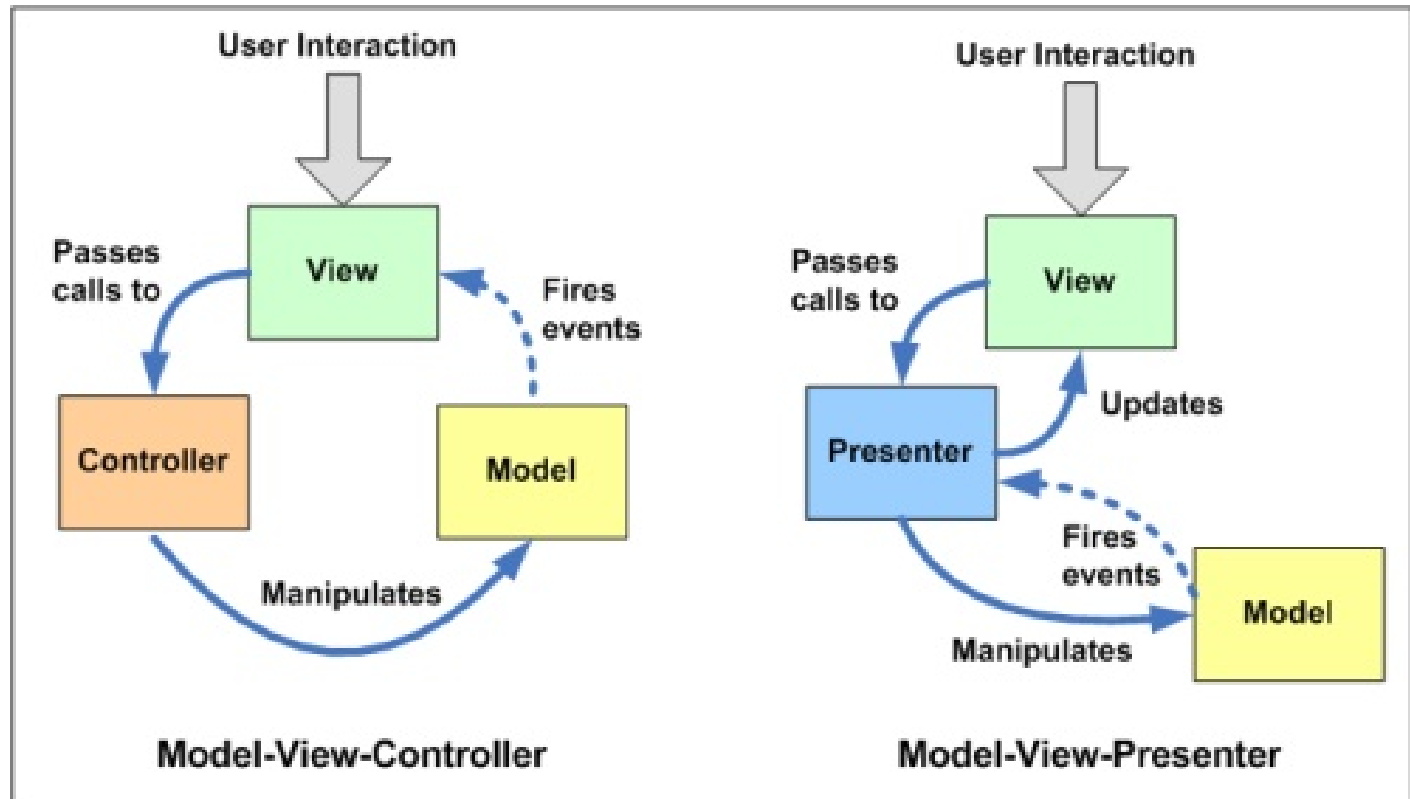 User Interaction
View
Passes
calls to
Fires
events
Controller
Model
Manipulates
Model-View-Controller
User Interaction
View
Passes
calls to
Updates
Presenter
Fires
events
Model
Manipulates
Model-View-Presenter